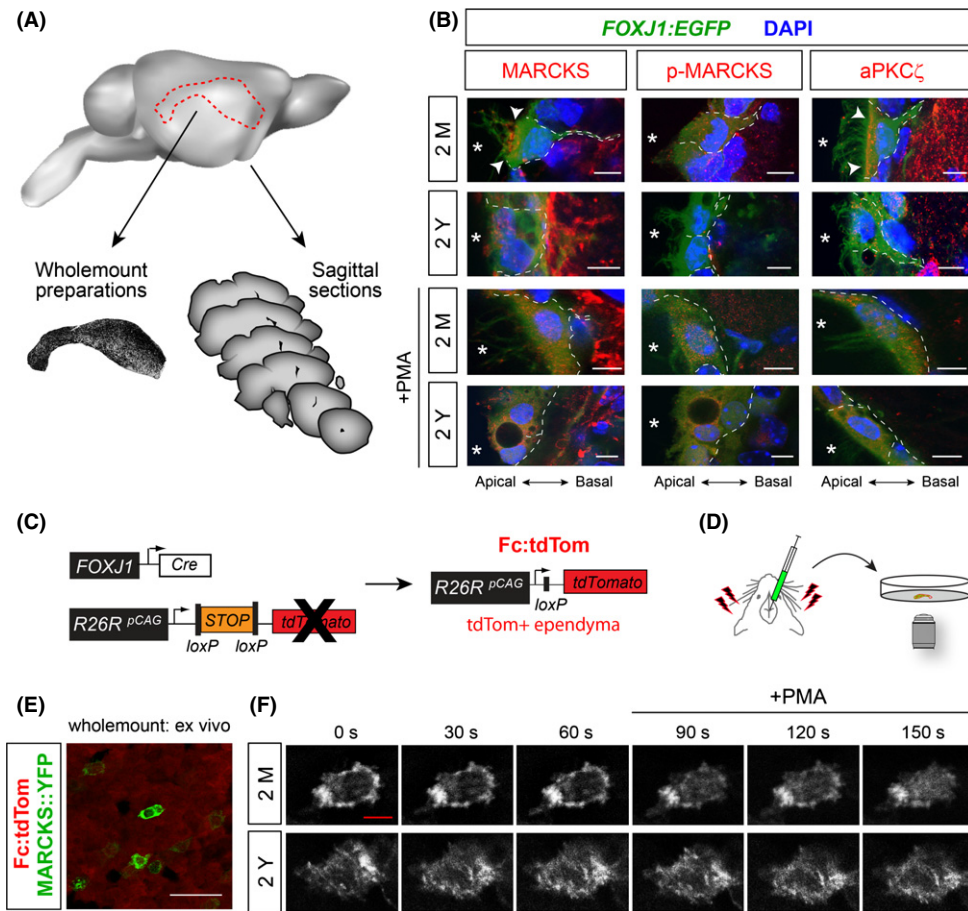 (A)
Wholemount
preparations
Sagittal
sections
(B)
FOXJ1:EGFP DAPI
MARCKS p-MARCKS aPKCζ
2 M
*
*
*
2 Y
*
*
*
+PMA
2 M
*
*
*
2 Y
*
*
*
Apical Basal Apical Basal Apical Basal
(C)
FOXJ1 Cre
R26R pCAG STOP tdTomato
loxP loxP
Fc:tdTom
R26R pCAG tdTomato
loxP
tdTom+ ependyma
(D)
(E)
wholemount: ex vivo
Fc:tdTom
MARCKS::YFP
(F)
+PMA
0 s 30 s 60 s 90 s 120 s 150 s
2 M
2 Y